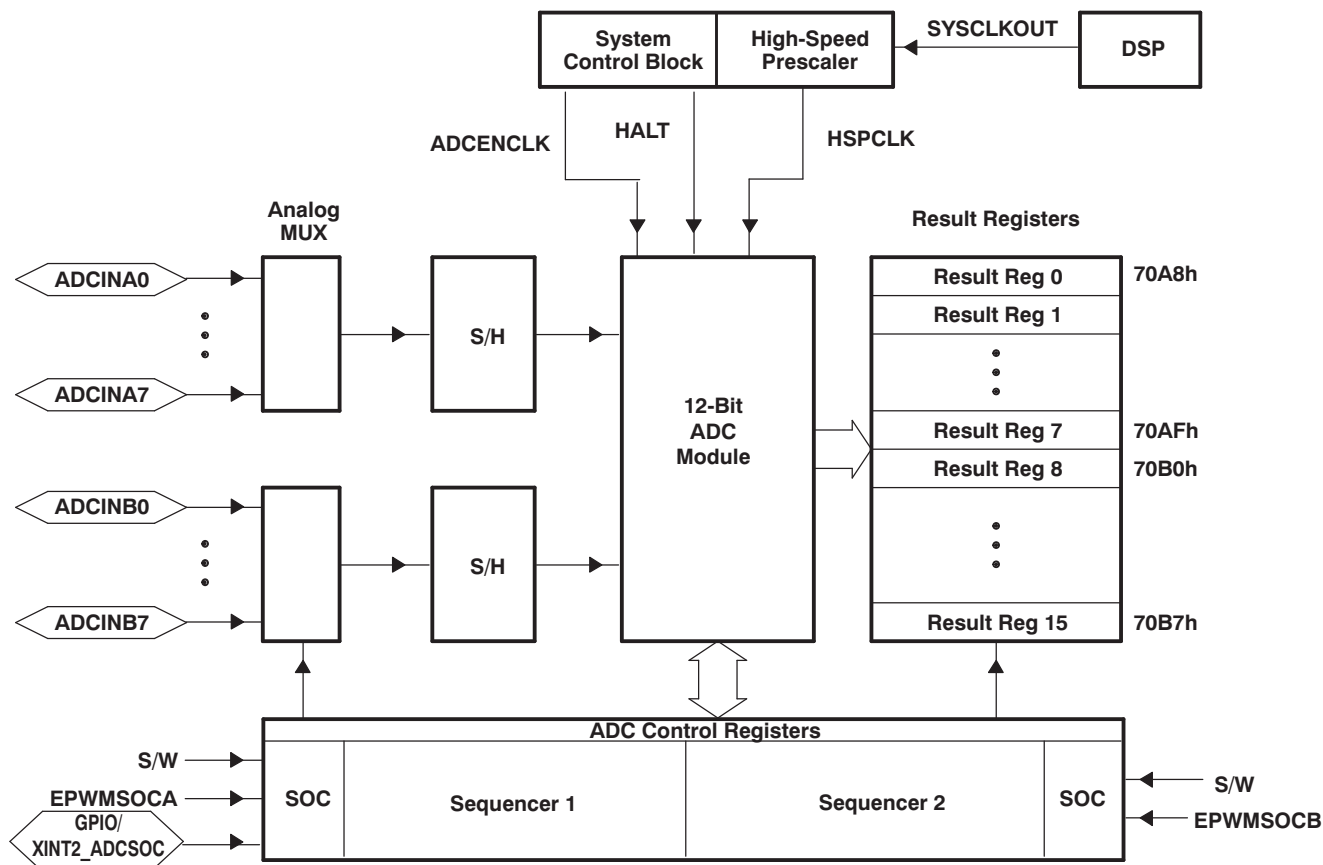 System
Control Block
High-Speed
Prescaler
SYSCLKOUT
DSP
ADCENCLK
HALT
HSPCLK
Analog
MUX
Result Registers
ADCINA0
ADCINA7
S/H
12-Bit
ADC
Module
Result Reg 0
70A8h
Result Reg 1
Result Reg 7
70AFh
Result Reg 8
70B0h
ADCINB0
ADCINB7
S/H
Result Reg 15
70B7h
ADC Control Registers
S/W
EPWMSOCA
GPIO/
XINT2_ADCSOC
SOC
Sequencer 1
Sequencer 2
SOC
S/W
EPWMSOCB